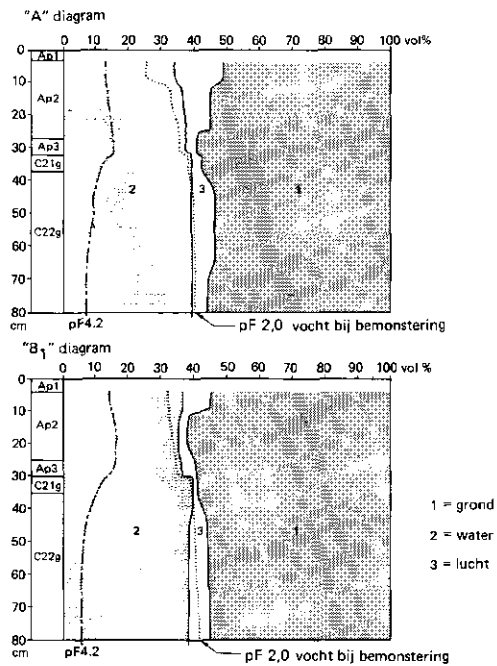 "A" diagram
0 10 20 30 40 50 60 70 80 90 100 vol%
0
10
20
30
40
50
60
70
80
cm
Ap1
Ap2
Ap3
C21g
C22g
2
3
1
pF4.2
pF 2,0 vocht bij bemonstering
"B1" diagram
0 10 20 30 40 50 60 70 80 90 100 vol %
0
10
20
30
40
50
60
70
80
cm
Ap1
Ap2
Ap3
C21g
C22g
2
3
1
pF4.2
pF 2,0 vocht bij bemonstering
1 = grond
2 = water
3 = lucht